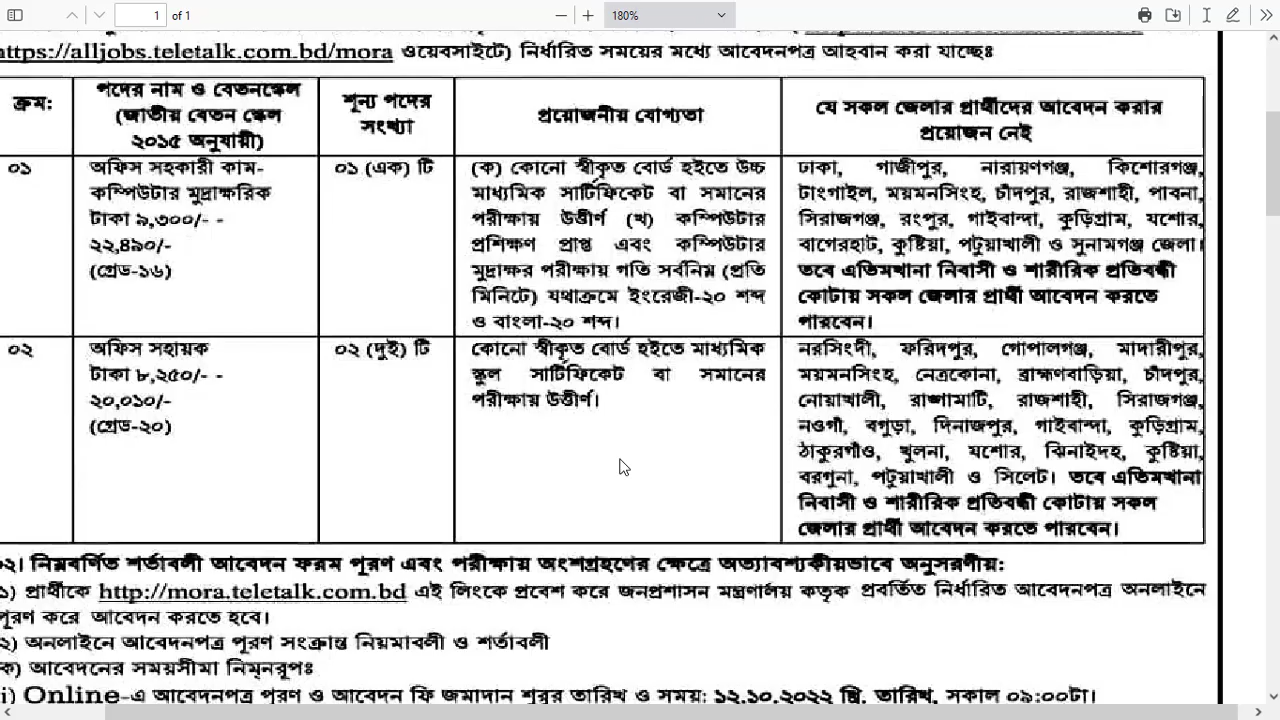 1 of 1
180%
https://alljobs.teletalk.com.bd/mora ওয়েবসাইটে) নির্ধারিত সময়ের মধ্যে আবেদনপত্র আহবান করা যাচ্ছেঃ
ক্রম:
পদের নাম ও বেতনস্কেল
(জাতীয় বেতন স্কেল
২০১৫ অনুযায়ী)
শূন্য পদের
সংখ্যা
প্রয়োজনীয় যোগ্যতা
যে সকল জেলার প্রার্থীদের আবেদন করার
প্রয়োজন নেই
০১
অফিস সহকারী কাম-
কম্পিউটার মুদ্রাক্ষরিক
টাকা ৯,৩০০/- -
২২,৪৯০/-
(গ্রেড-১৬)
০১ (এক) টি
(ক) কোনো স্বীকৃত বোর্ড হইতে উচ্চ
মাধ্যমিক সার্টিফিকেট বা সমানের
পরীক্ষায় উত্তীর্ণ (খ) কম্পিউটার
প্রশিক্ষণ প্রাপ্ত এবং কম্পিউটার
মুদ্রাক্ষর পরীক্ষায় গতি সর্বনিম্ন (প্রতি
মিনিটে) যথাক্রমে ইংরেজী-২০ শব্দ
ও বাংলা-২০ শব্দ।
ঢাকা, গাজীপুর, নারায়ণগঞ্জ, কিশোরগঞ্জ,
টাংগাইল, ময়মনসিংহ, চাঁদপুর, রাজশাহী, পাবনা,
সিরাজগঞ্জ, রংপুর, গাইবান্দা, কুড়িগ্রাম, যশোর,
বাগেরহাট, কুষ্টিয়া, পটুয়াখালী ও সুনামগঞ্জ জেলা।
তবে এতিমখানা নিবাসী ও শারীরিক প্রতিবন্ধী
কোটায় সকল জেলার প্রার্থী আবেদন করতে
পারবেন।
০২
অফিস সহায়ক
টাকা ৮,২৫০/- -
২০,০১০/-
(গ্রেড-২০)
০২ (দুই) টি
কোনো স্বীকৃত বোর্ড হইতে মাধ্যমিক
স্কুল সার্টিফিকেট বা সমানের
পরীক্ষায় উত্তীর্ণ।
নরসিংদী, ফরিদপুর, গোপালগঞ্জ, মাদারীপুর,
ময়মনসিংহ, নেত্রকোনা, ব্রাহ্মণবাড়িয়া, চাঁদপুর,
নোয়াখালী, রাঙ্গামাটি, রাজশাহী, সিরাজগঞ্জ,
নওগাঁ, বগুড়া, দিনাজপুর, গাইবান্দা, কুড়িগ্রাম,
ঠাকুরগাঁও, খুলনা, যশোর, ঝিনাইদহ, কুষ্টিয়া,
বরগুনা, পটুয়াখালী ও সিলেট। তবে এতিমখানা
নিবাসী ও শারীরিক প্রতিবন্ধী কোটায় সকল
জেলার প্রার্থী আবেদন করতে পারবেন।
০২। নিম্নবর্ণিত শর্তাবলী আবেদন ফরম পূরণ এবং পরীক্ষায় অংশগ্রহণের ক্ষেত্রে অত্যাবশ্যকীয়ভাবে অনুসরণীয়:
১) প্রার্থীকে http://mora.teletalk.com.bd এই লিংকে প্রবেশ করে জনপ্রশাসন মন্ত্রণালয় কতৃক প্রবর্তিত নির্ধারিত আবেদনপত্র অনলাইনে
পূরণ করে আবেদন করতে হবে।
২) অনলাইনে আবেদনপত্র পূরণ সংক্রান্ত নিয়মাবলী ও শর্তাবলী
ক) আবেদনের সময়সীমা নিম্নরূপঃ
i) Online-এ আবেদনপত্র পূরণ ও আবেদন ফি জমাদান শুরুর তারিখ ও সময়: ১২.১০.২০২২ খ্রি. তারিখ, সকাল ০৯:০০টা।